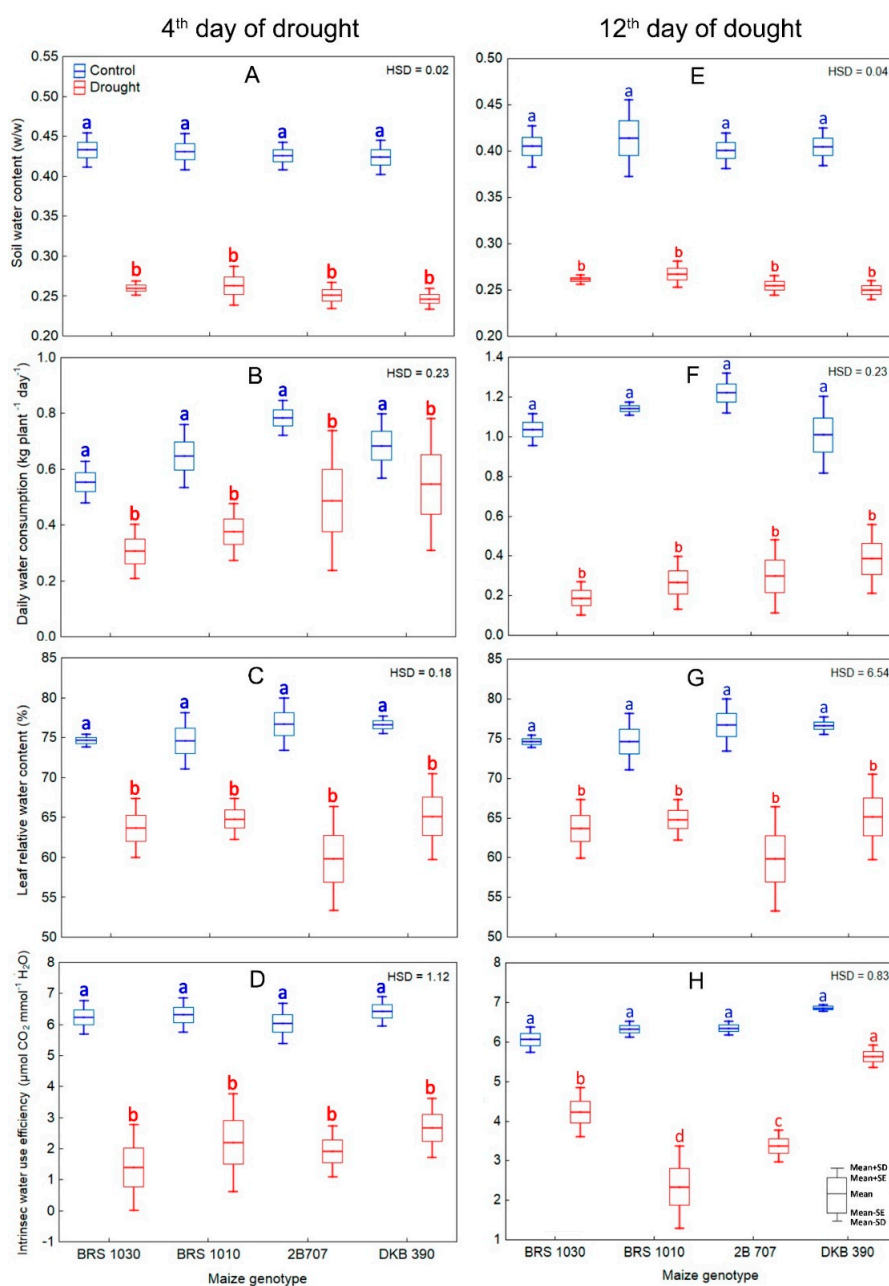 4th day of drought
12th day of dought
A
Control
Drought
HSD = 0.02
Soil water content (w/w)
0.55
0.50
0.45
0.40
0.35
0.30
0.25
0.20
a a a a
b b b b
E
HSD = 0.04
0.50
0.45
0.40
0.35
0.30
0.25
0.20
a a a a
b b b b
B
HSD = 0.23
Daily water consumption (kg plant-1 day-1)
1.0
0.8
0.6
0.4
0.2
0.0
a a a a
b b b b
F
HSD = 0.23
1.4
1.2
1.0
0.8
0.6
0.4
0.2
0.0
a a a a
b b b b
C
HSD = 0.18
Leaf relative water content (%)
85
80
75
70
65
60
55
50
a a a a
b b b b
G
HSD = 6.54
85
80
75
70
65
60
55
50
a a a a
b b b b
D
HSD = 1.12
Intrinsec water use efficiency (μmol CO2 mmol-1 H2O)
8
7
6
5
4
3
2
1
0
-1
a a a a
b b b b
BRS 1030 BRS 1010 2B707 DKB 390
Maize genotype
H
HSD = 0.83
8
7
6
5
4
3
2
1
a a a a
b d c a
Mean+SD
Mean+SE
Mean
Mean-SE
Mean-SD
BRS 1030 BRS 1010 2B 707 DKB 390
Maize genotype